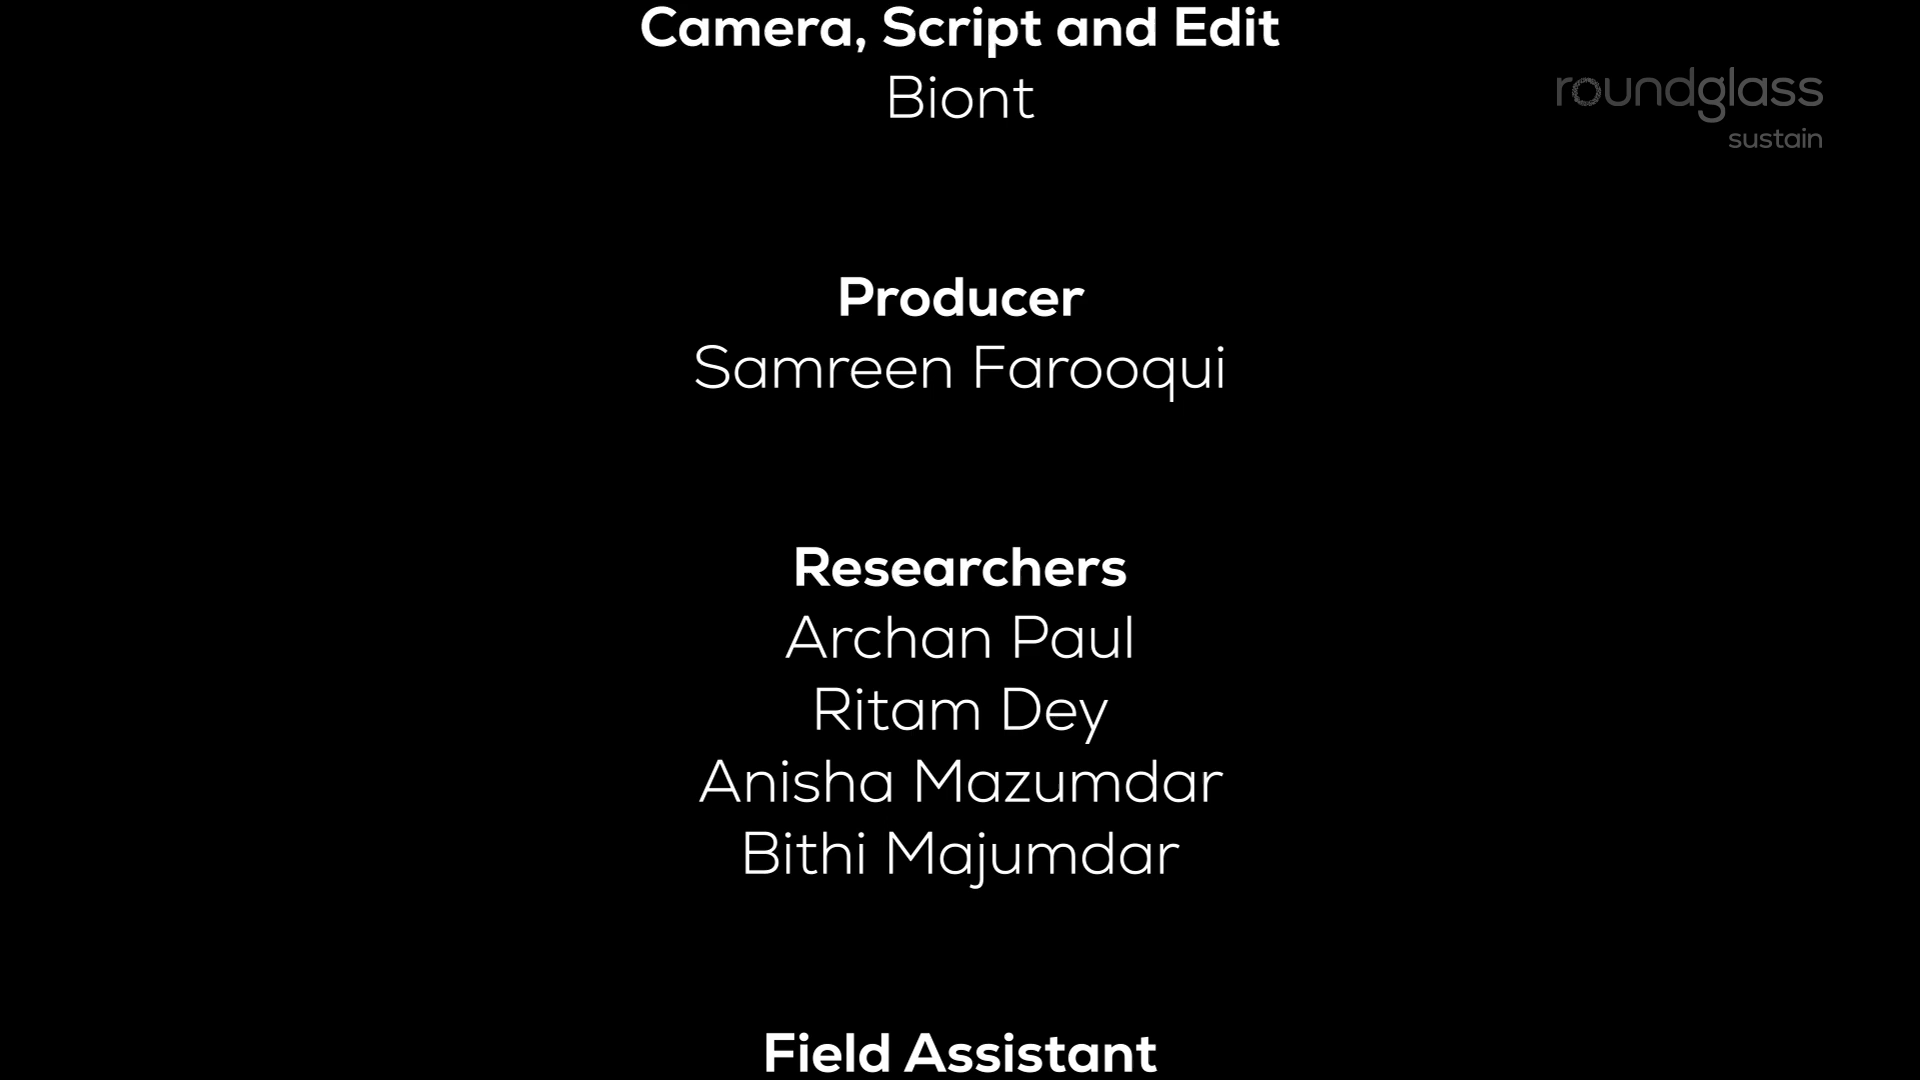 Camera, Script and Edit
Biont
roundglass
sustain
Producer
Samreen Farooqui
Researchers
Archan Paul
Ritam Dey
Anisha Mazumdar
Bithi Majumdar
Field Assistant